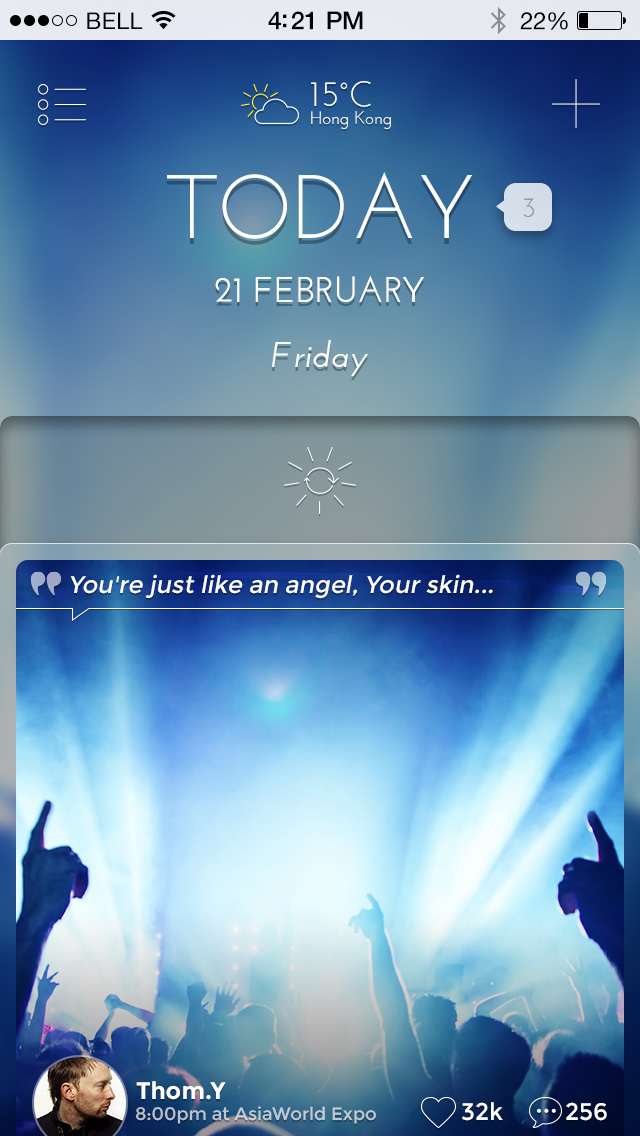 BELL 4:21 PM 22%
15°C
Hong Kong
TODAY 3
21 FEBRUARY
Friday
❝ You're just like an angel, Your skin... ❞
Thom.Y
8:00pm at AsiaWorld Expo
32k 256